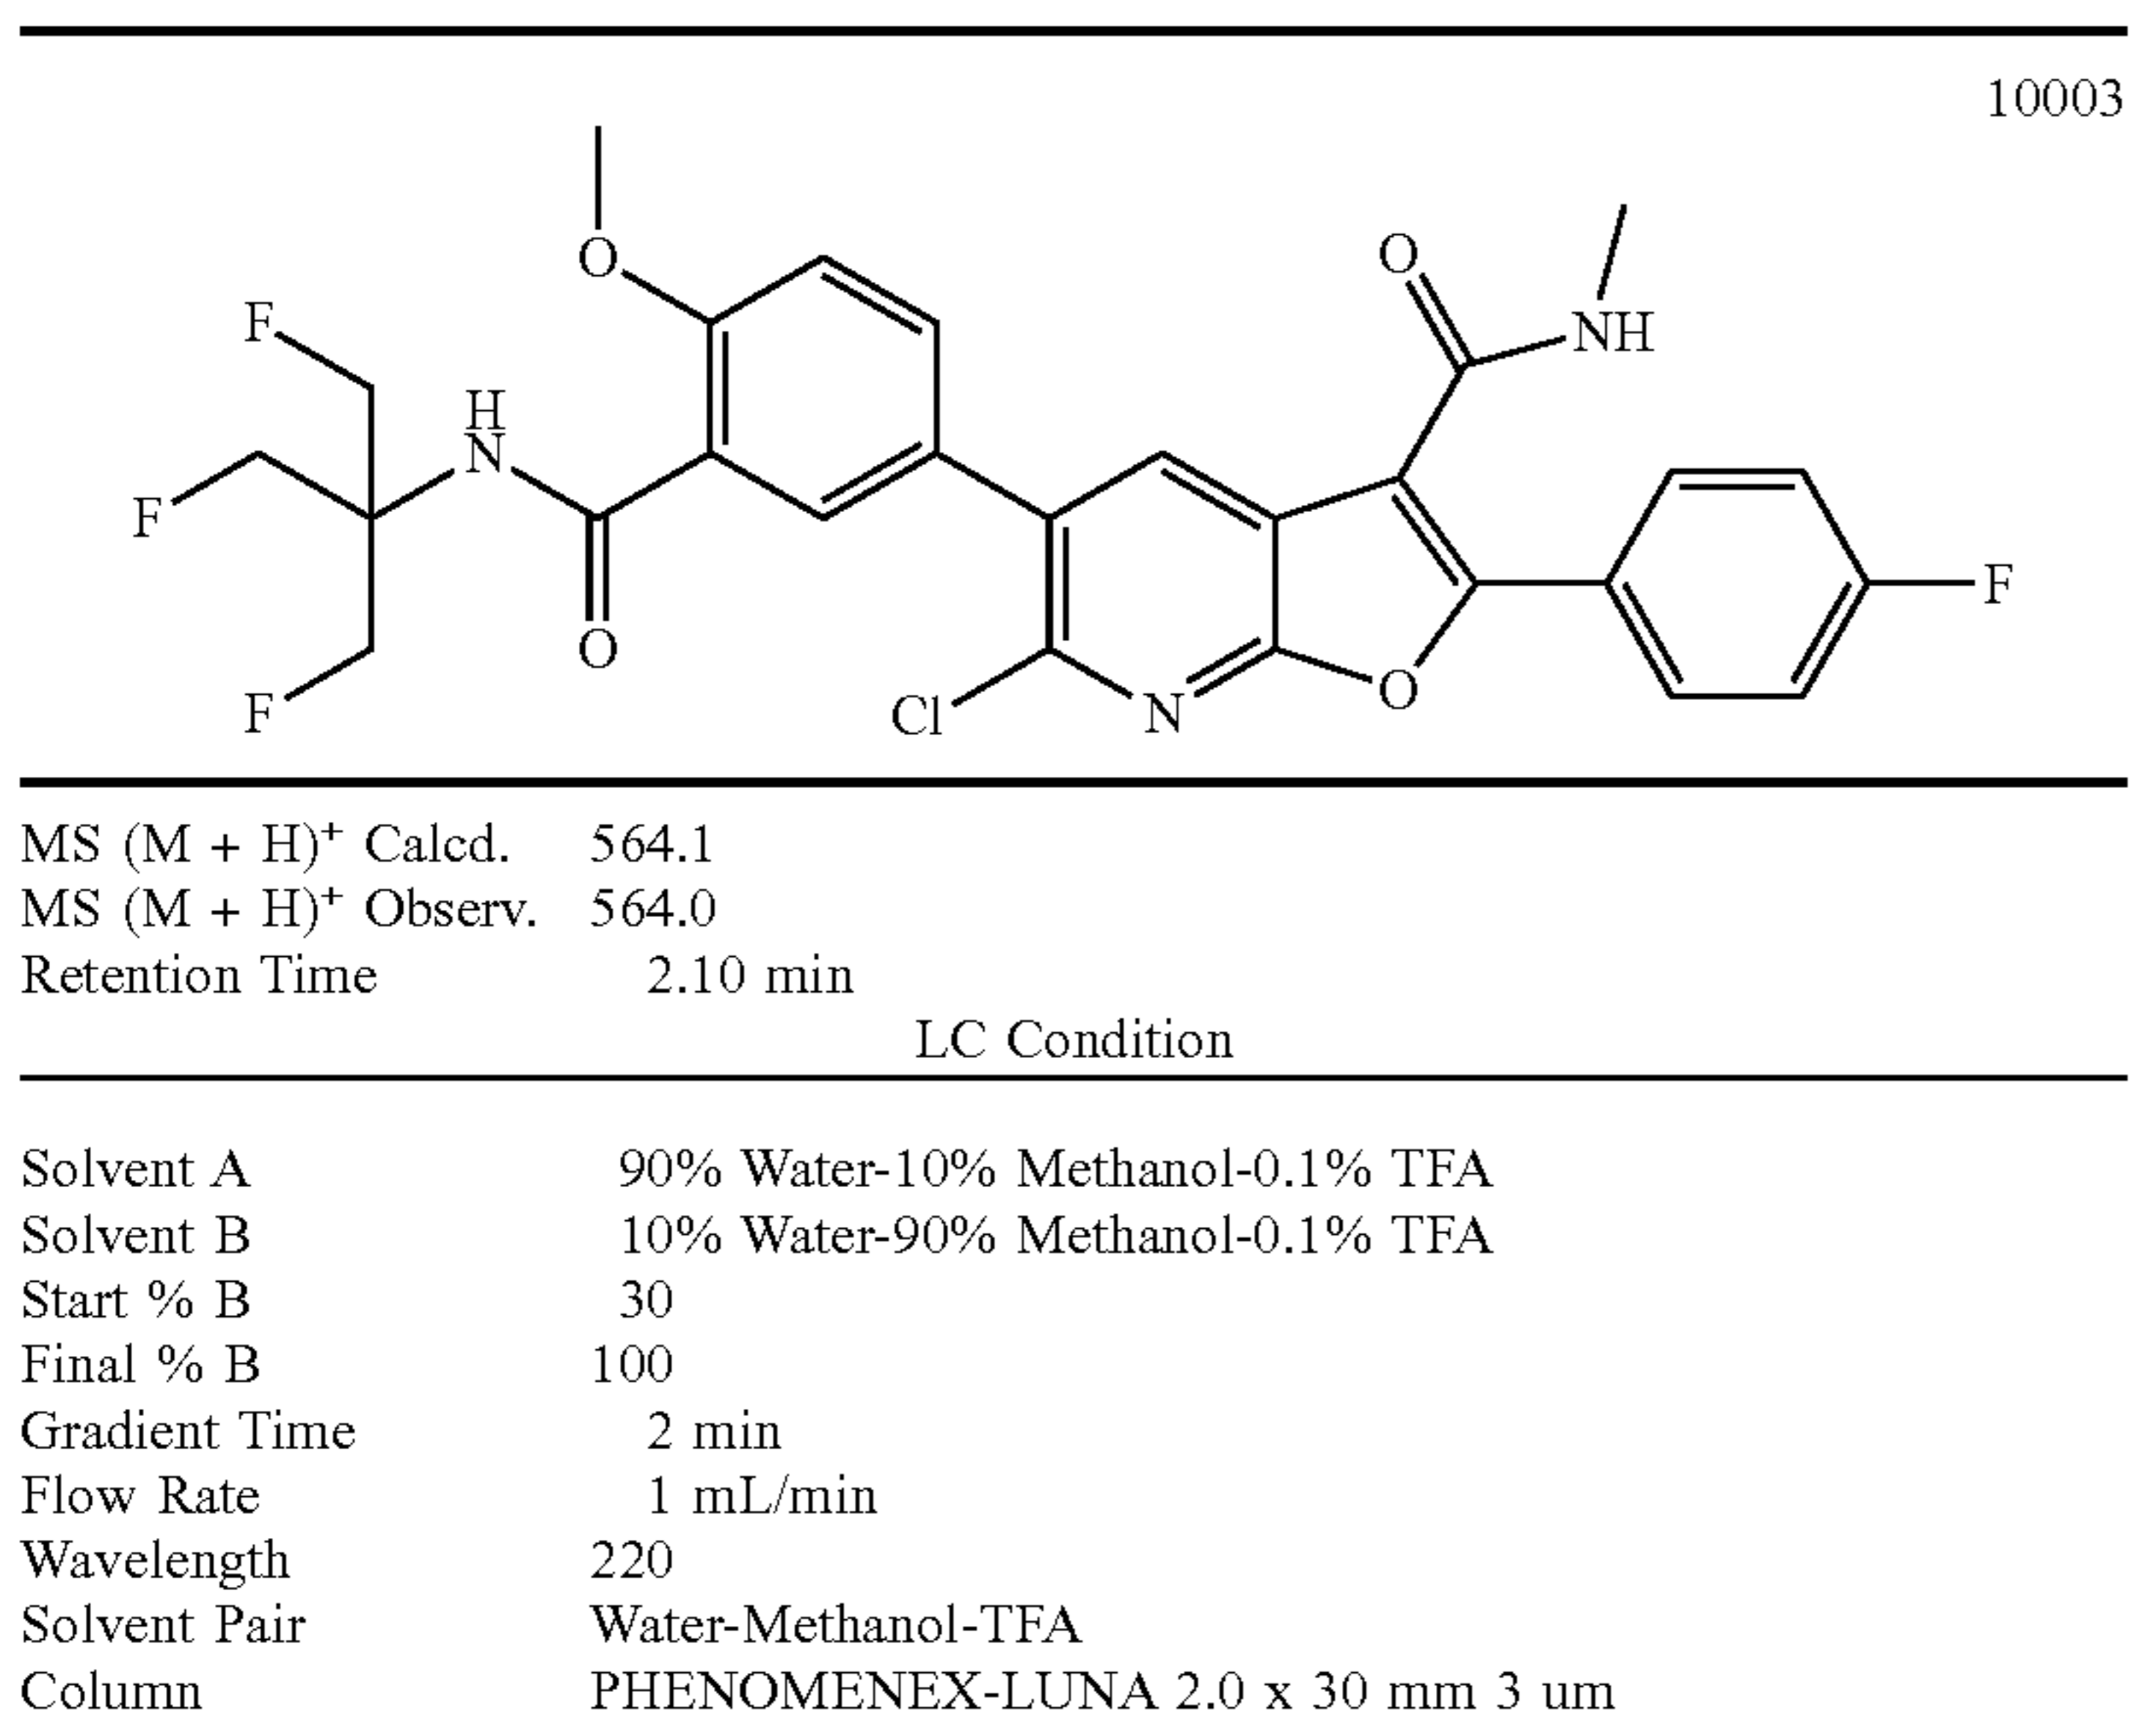 10003
O
O
NH
F
H
N
F
F
O
F
Cl
N
O
MS (M + H)+ Calcd. 564.1
MS (M + H)+ Observ. 564.0
Retention Time 2.10 min
LC Condition
Solvent A 90% Water-10% Methanol-0.1% TFA
Solvent B 10% Water-90% Methanol-0.1% TFA
Start % B 30
Final % B 100
Gradient Time 2 min
Flow Rate 1 mL/min
Wavelength 220
Solvent Pair Water-Methanol-TFA
Column PHENOMENEX-LUNA 2.0 x 30 mm 3 um